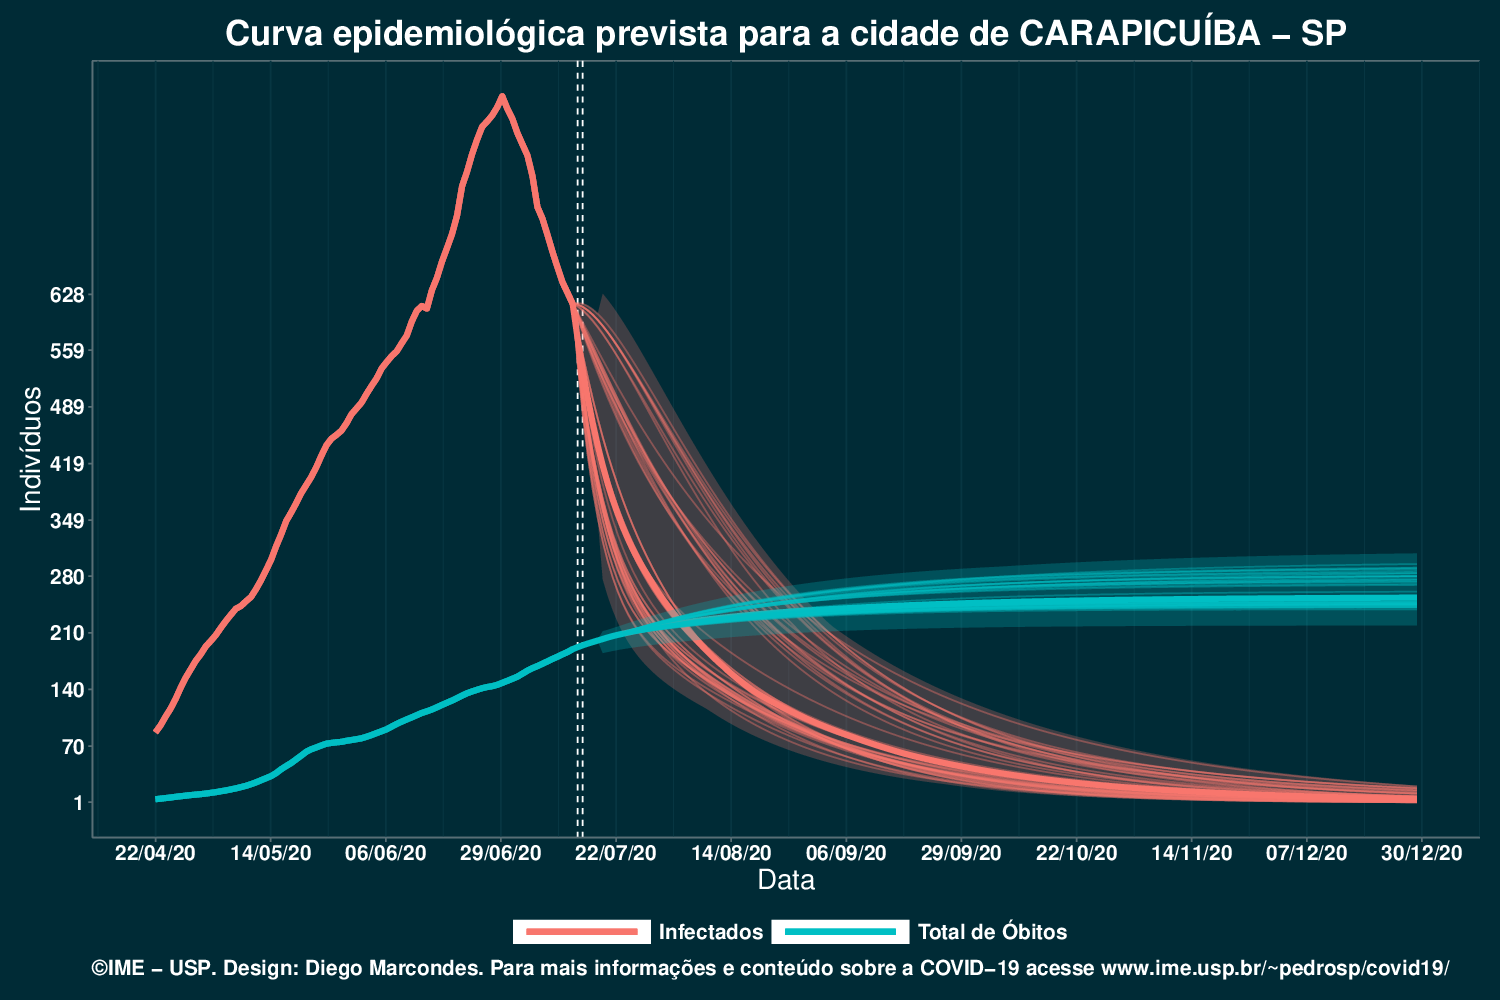 Curva epidemiológica prevista para a cidade de CARAPICUÍBA – SP
Indivíduos
628
559
489
419
349
280
210
140
70
1
22/04/20 14/05/20 06/06/20 29/06/20 22/07/20 14/08/20 06/09/20 29/09/20 22/10/20 14/11/20 07/12/20 30/12/20
Data
Infectados Total de Óbitos
©IME – USP. Design: Diego Marcondes. Para mais informações e conteúdo sobre a COVID–19 acesse www.ime.usp.br/~pedrosp/covid19/